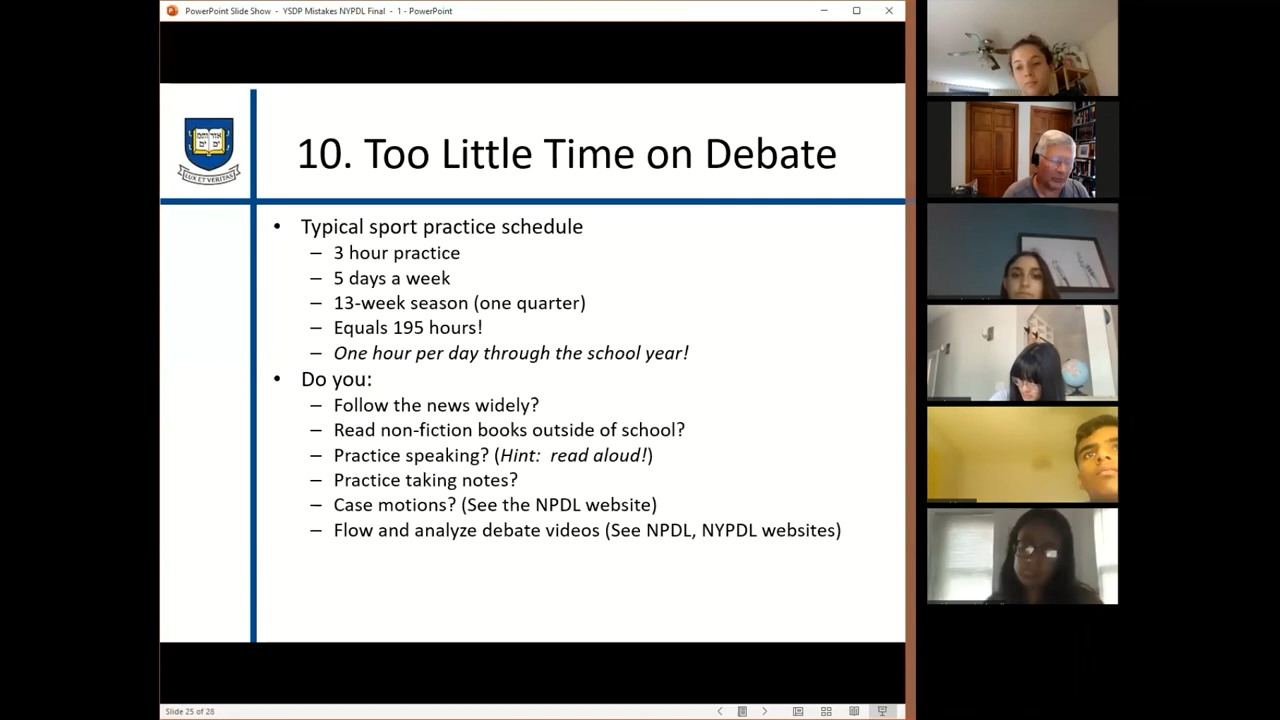 PowerPoint Slide Show - YSDP Mistakes NYPDL Final - 1 - PowerPoint
10. Too Little Time on Debate
LUX ET VERITAS
• Typical sport practice schedule
– 3 hour practice
– 5 days a week
– 13-week season (one quarter)
– Equals 195 hours!
– One hour per day through the school year!
• Do you:
– Follow the news widely?
– Read non-fiction books outside of school?
– Practice speaking? (Hint: read aloud!)
– Practice taking notes?
– Case motions? (See the NPDL website)
– Flow and analyze debate videos (See NPDL, NYPDL websites)
Slide 25 of 28